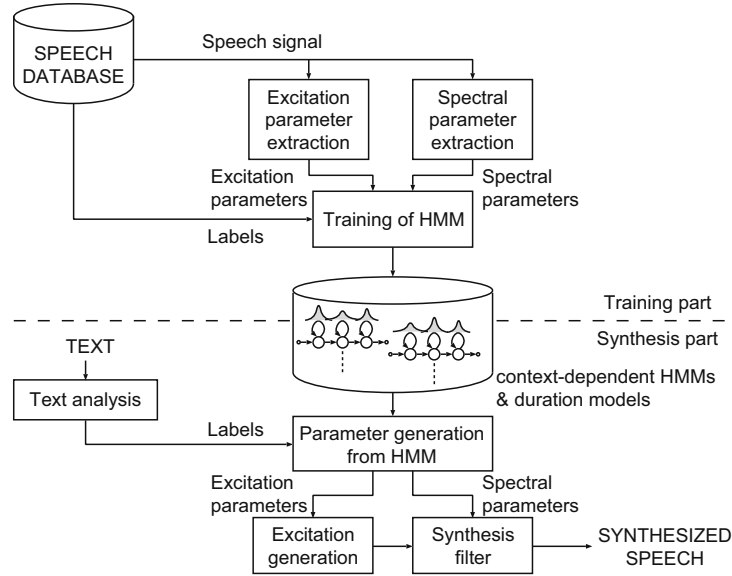 SPEECH
DATABASE
Speech signal
Excitation
parameter
extraction
Spectral
parameter
extraction
Excitation
parameters
Spectral
parameters
Training of HMM
Labels
Training part
Synthesis part
TEXT
context-dependent HMMs
& duration models
Text analysis
Labels
Parameter generation
from HMM
Excitation
parameters
Spectral
parameters
Excitation
generation
Synthesis
filter
SYNTHESIZED
SPEECH